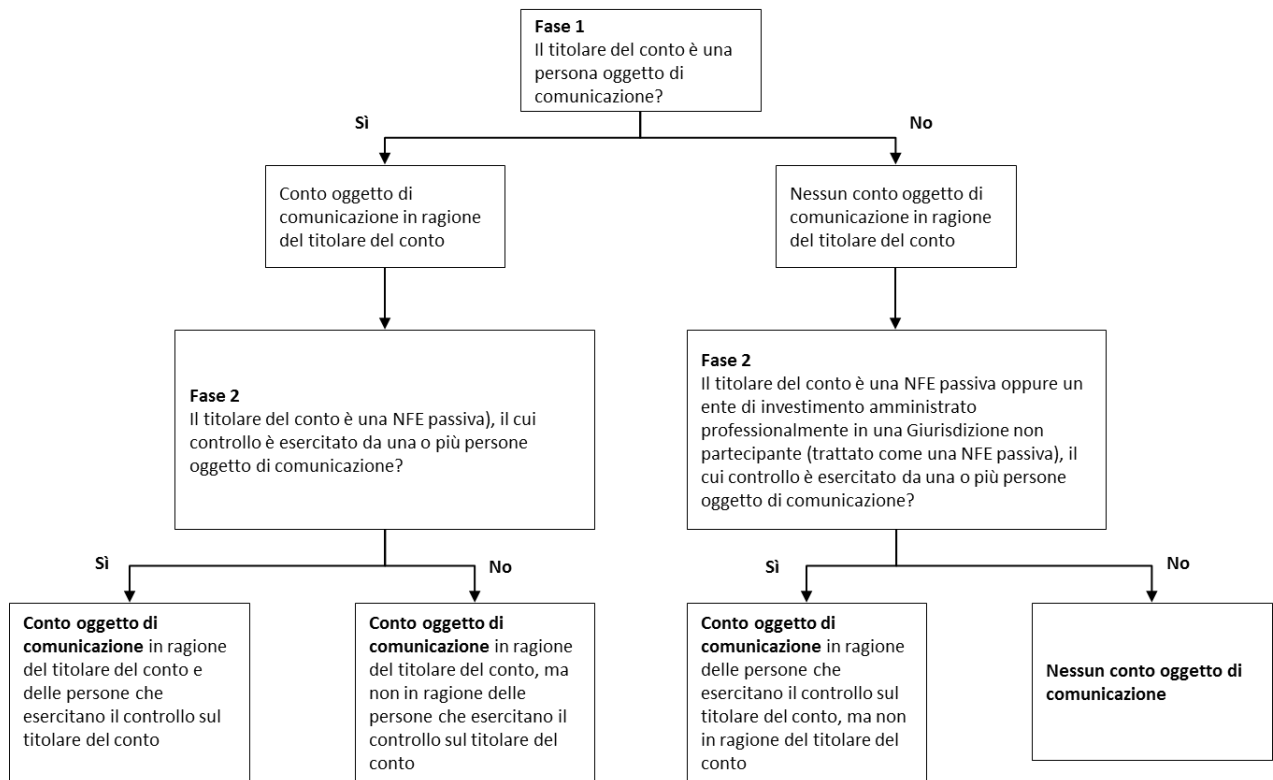 Fase 1
Il titolare del conto è una
persona oggetto di
comunicazione?
Sì
No
Conto oggetto di
comunicazione in ragione
del titolare del conto
Nessun conto oggetto di
comunicazione in ragione
del titolare del conto
Fase 2
Il titolare del conto è una NFE passiva), il cui
controllo è esercitato da una o più persone
oggetto di comunicazione?
Fase 2
Il titolare del conto è una NFE passiva oppure un
ente di investimento amministrato
professionalmente in una Giurisdizione non
partecipante (trattato come una NFE passiva), il
cui controllo è esercitato da una o più persone
oggetto di comunicazione?
Sì
No
Sì
No
Conto oggetto di
comunicazione in ragione
del titolare del conto e
delle persone che
esercitano il controllo sul
titolare del conto
Conto oggetto di
comunicazione in ragione
del titolare del conto, ma
non in ragione delle
persone che esercitano il
controllo sul titolare del
conto
Conto oggetto di
comunicazione in ragione
delle persone che
esercitano il controllo sul
titolare del conto, ma non
in ragione del titolare del
conto
Nessun conto oggetto di
comunicazione